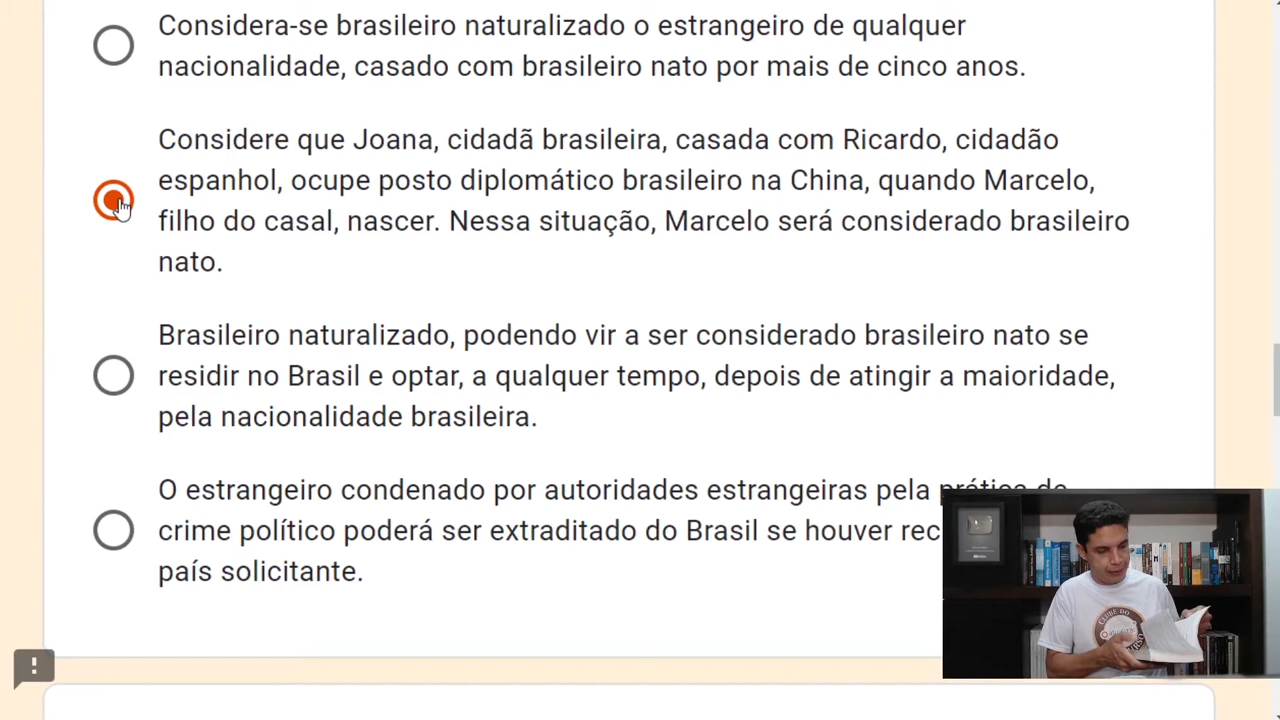 Considera-se brasileiro naturalizado o estrangeiro de qualquer
nacionalidade, casado com brasileiro nato por mais de cinco anos.
Considere que Joana, cidadã brasileira, casada com Ricardo, cidadão
espanhol, ocupe posto diplomático brasileiro na China, quando Marcelo,
filho do casal, nascer. Nessa situação, Marcelo será considerado brasileiro
nato.
Brasileiro naturalizado, podendo vir a ser considerado brasileiro nato se
residir no Brasil e optar, a qualquer tempo, depois de atingir a maioridade,
pela nacionalidade brasileira.
O estrangeiro condenado por autoridades estrangeiras pela prática de
crime político poderá ser extraditado do Brasil se houver
país solicitante.
!
CLUBE DO